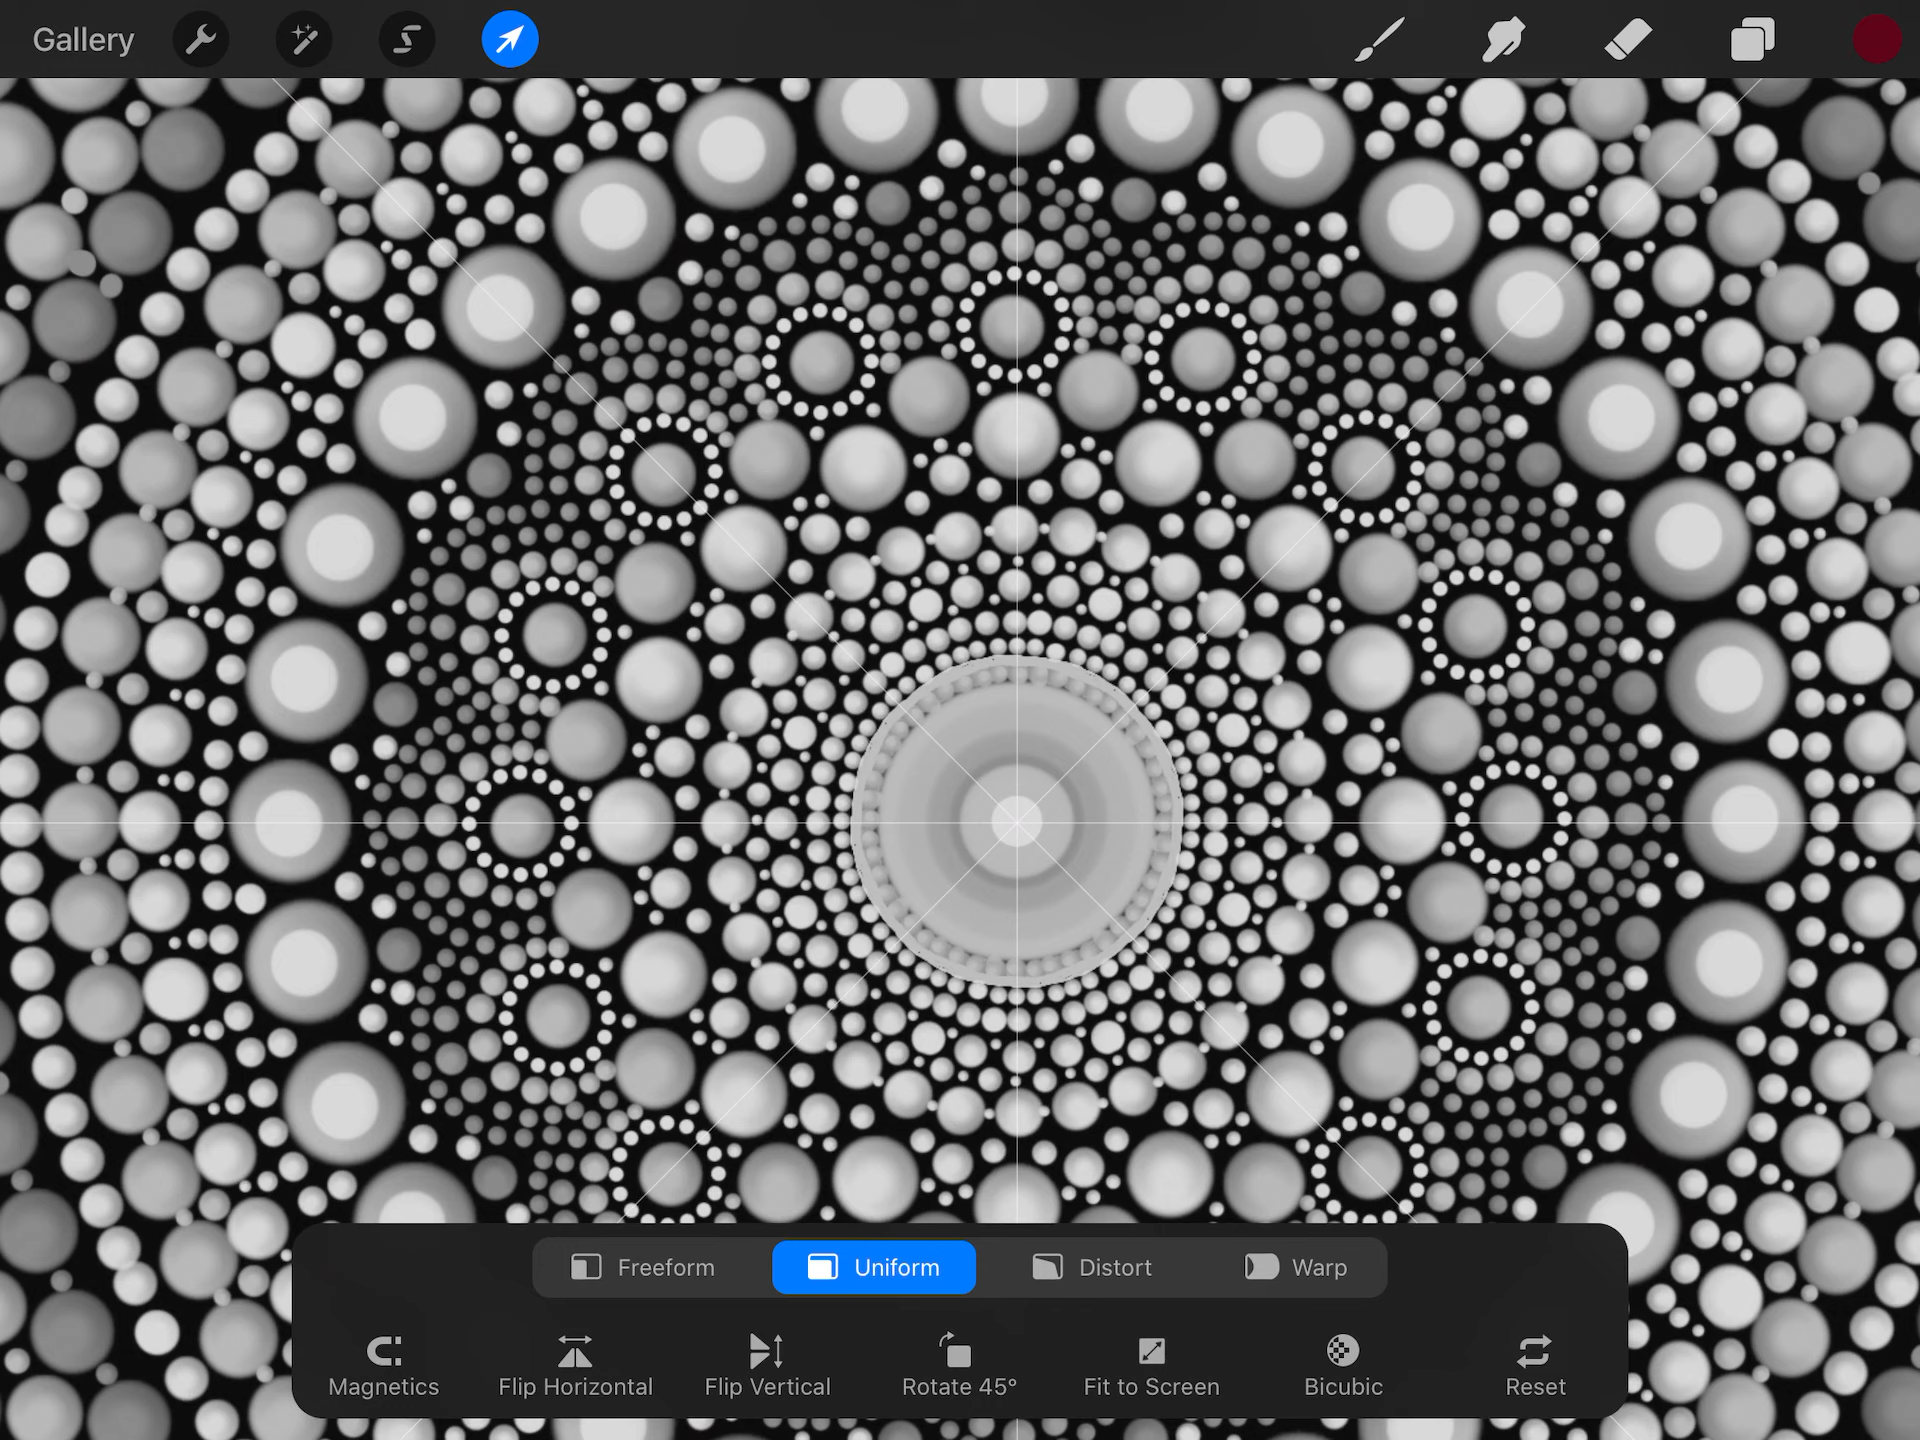 Gallery
Freeform Uniform Distort Warp
Magnetics Flip Horizontal Flip Vertical Rotate 45° Fit to Screen Bicubic Reset